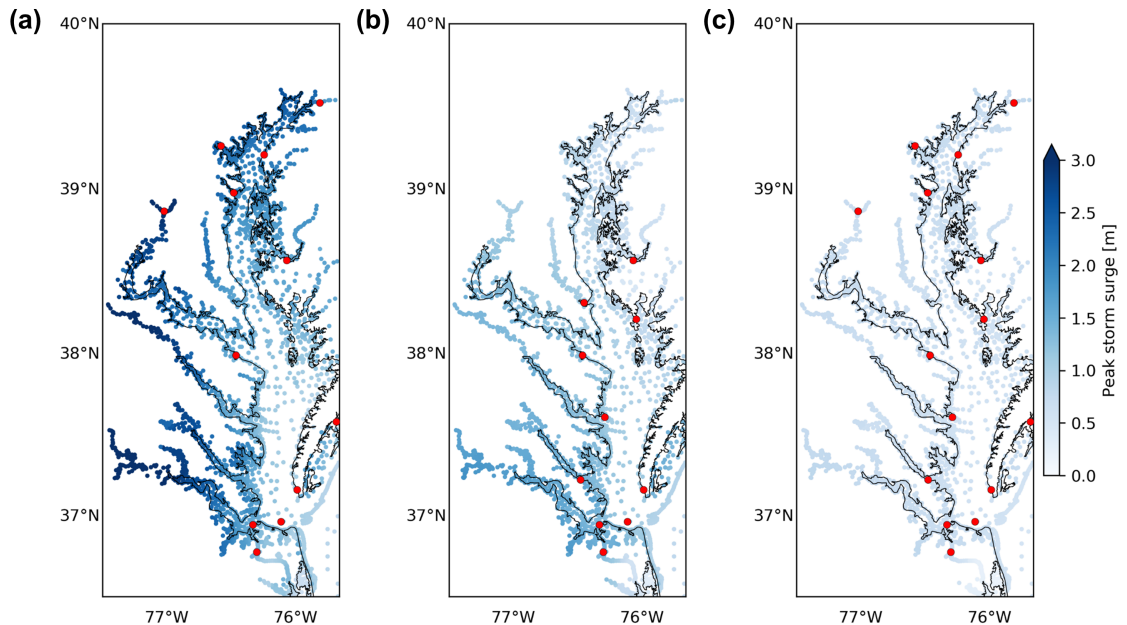 (a) (b) (c)
40°N 40°N 40°N
39°N 39°N 39°N
38°N 38°N 38°N
37°N 37°N 37°N
77°W 76°W 77°W 76°W 77°W 76°W
3.0
2.5
2.0
1.5
1.0
0.5
0.0
Peak storm surge [m]